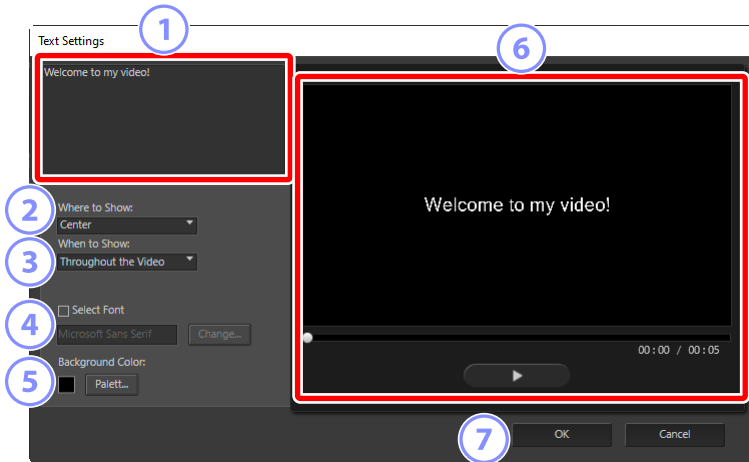 1
6
Text Settings
Welcome to my video!
Welcome to my video!
2
Where to Show:
Center
3
When to Show:
Throughout the Video
4
Select Font
Microsoft Sans Serif
Change...
00:00 / 00:05
5
Background Color:
Palett...
7
OK
Cancel